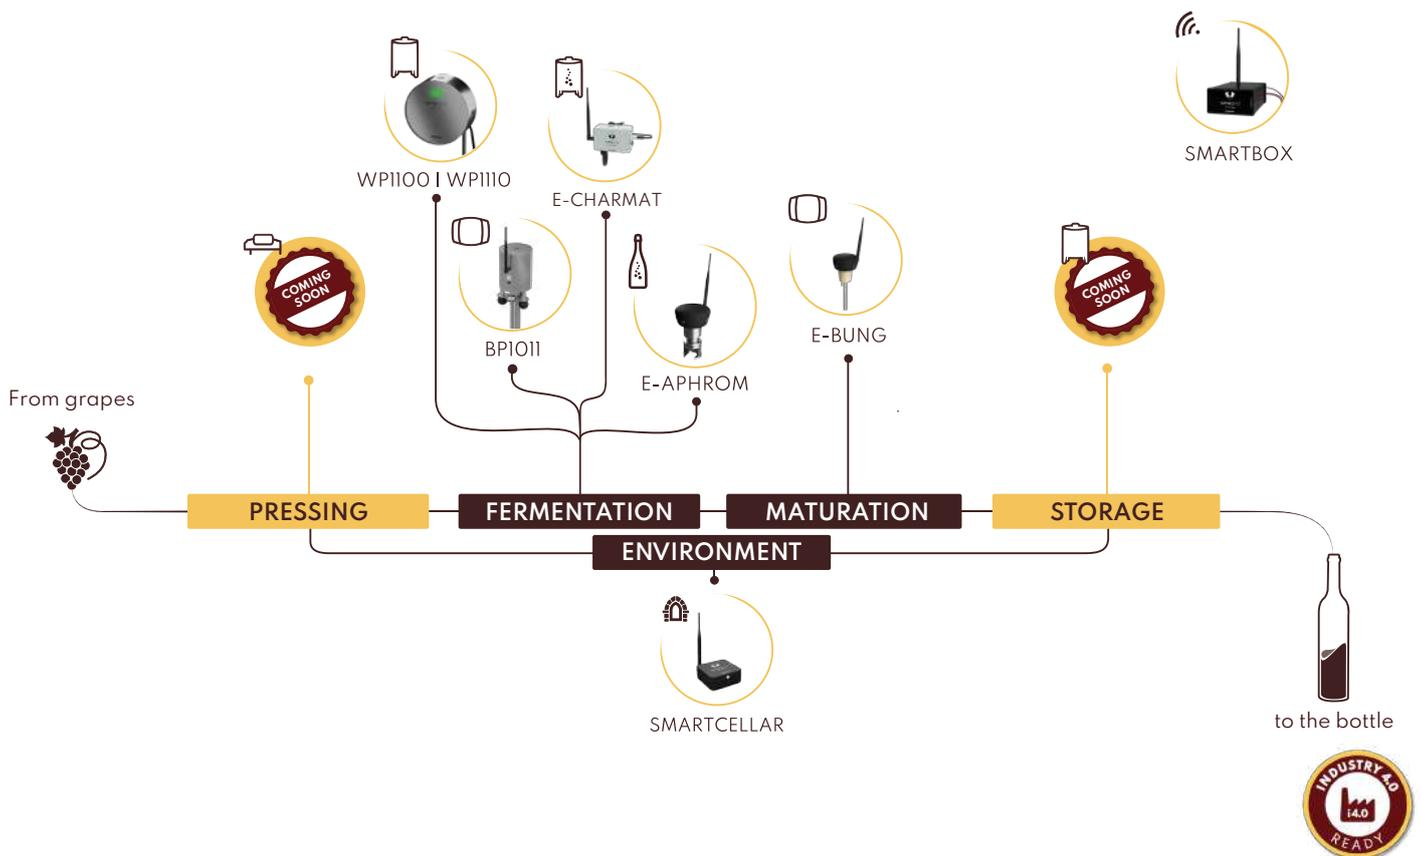 SMARTBOX
WP1100 | WP1110
E-CHARMAT
COMING
SOON
BP1011
E-APHROM
E-BUNG
COMING
SOON
From grapes
PRESSING
FERMENTATION
MATURATION
STORAGE
ENVIRONMENT
SMARTCELLAR
to the bottle
INDUSTRY 4.0
i4.0
READY